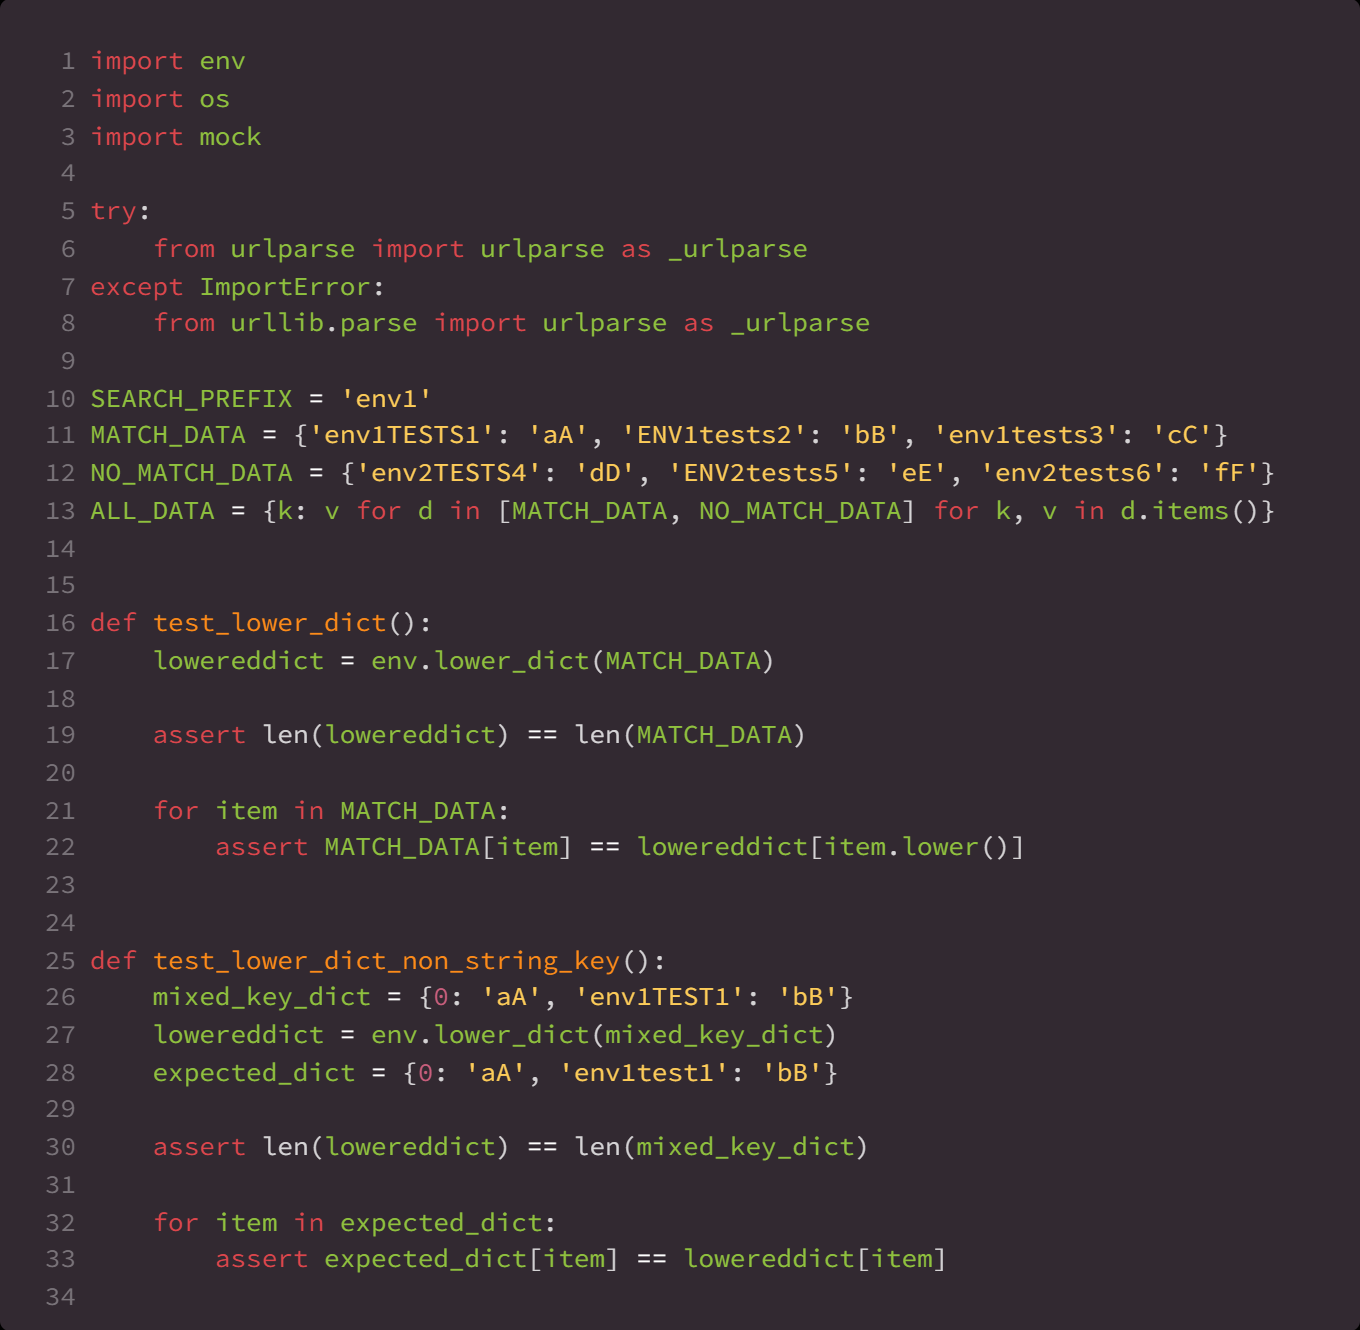 1 import env
2 import os
3 import mock
4
5 try:
6     from urlparse import urlparse as _urlparse
7 except ImportError:
8     from urllib.parse import urlparse as _urlparse
9
10 SEARCH_PREFIX = 'env1'
11 MATCH_DATA = {'env1TESTS1': 'aA', 'ENV1tests2': 'bB', 'env1tests3': 'cC'}
12 NO_MATCH_DATA = {'env2TESTS4': 'dD', 'ENV2tests5': 'eE', 'env2tests6': 'fF'}
13 ALL_DATA = {k: v for d in [MATCH_DATA, NO_MATCH_DATA] for k, v in d.items()}
14
15
16 def test_lower_dict():
17     lowereddict = env.lower_dict(MATCH_DATA)
18
19     assert len(lowereddict) == len(MATCH_DATA)
20
21     for item in MATCH_DATA:
22         assert MATCH_DATA[item] == lowereddict[item.lower()]
23
24
25 def test_lower_dict_non_string_key():
26     mixed_key_dict = {0: 'aA', 'env1TEST1': 'bB'}
27     lowereddict = env.lower_dict(mixed_key_dict)
28     expected_dict = {0: 'aA', 'env1test1': 'bB'}
29
30     assert len(lowereddict) == len(mixed_key_dict)
31
32     for item in expected_dict:
33         assert expected_dict[item] == lowereddict[item]
34